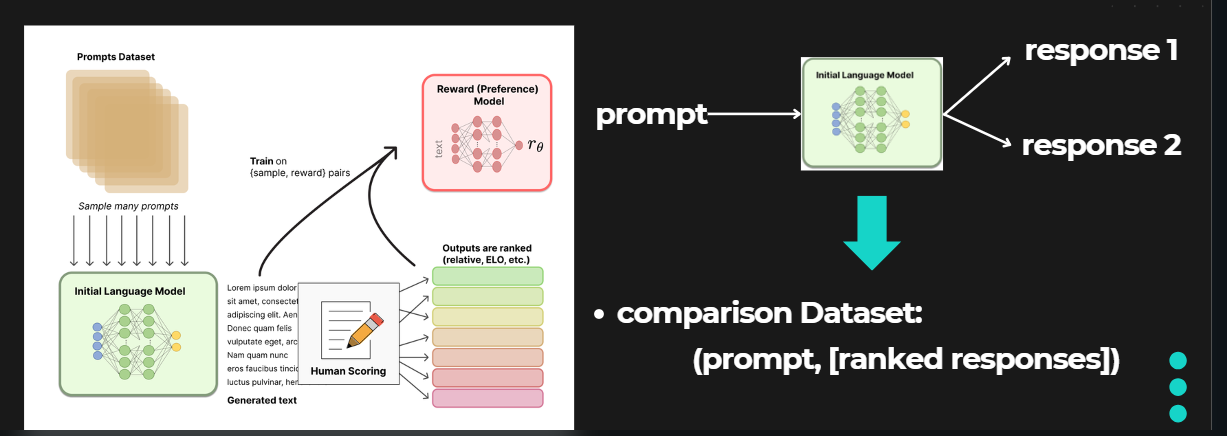 Prompts Dataset
Sample many prompts
Initial Language Model
Lorem ipsum dolor
sit amet, consectet
adipiscing elit. Aen
Donec quam felis
vulputate eget, arc
Nam quam nunc
eros faucibus tincid
luctus pulvinar, her
Generated text
Human Scoring
Train on
{sample, reward} pairs
Reward (Preference)
Model
text
rθ
Outputs are ranked
(relative, ELO, etc.)
prompt
Initial Language Model
response 1
response 2
• comparison Dataset:
(prompt, [ranked responses])